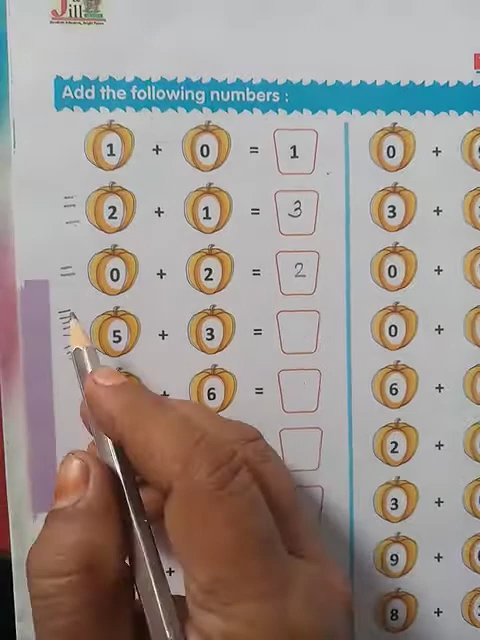 Jill
Add the following numbers :
1 + 0 = 1 0 +
2 + 1 = 3 3 +
0 + 2 = 2 0 +
5 + 3 = 0 +
+ 6 = 6 +
2 +
3 +
+ 9 +
8 +